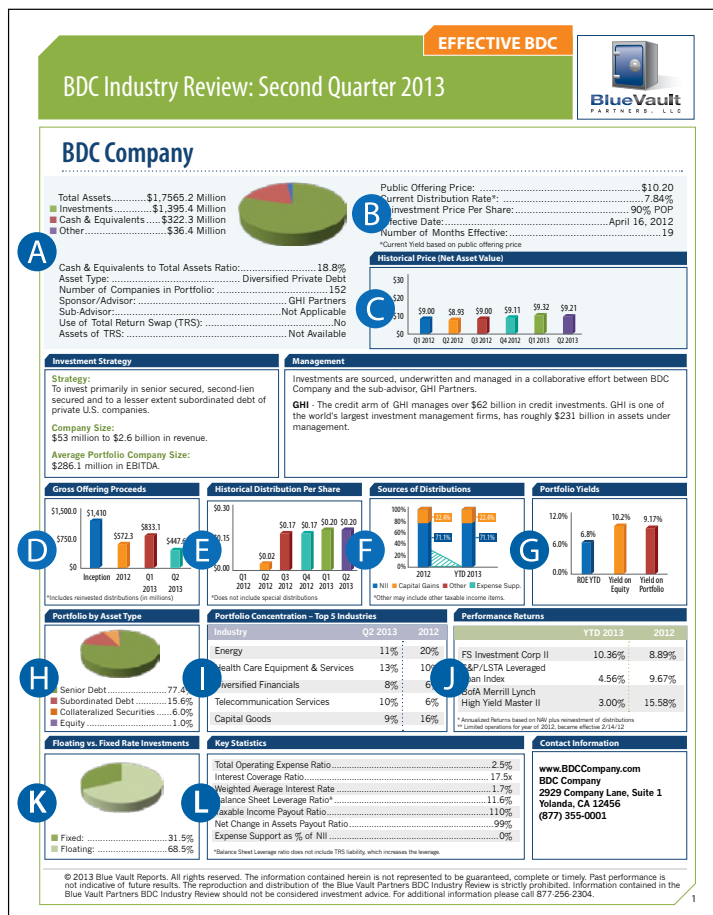 EFFECTIVE BDC
BDC Industry Review: Second Quarter 2013
BlueVault
PARTNERS, LLC
BDC Company
Total Assets............$1,7565.2 Million
Investments............$1,395.4 Million
Cash & Equivalents.....$322.3 Million
Other........................$36.4 Million
A
Cash & Equivalents to Total Assets Ratio:.......................18.8%
Asset Type: ............................... Diversified Private Debt
Number of Companies in Portfolio: ...........................152
Sponsor/Advisor: ........................................GHI Partners
Sub-Advisor:..............................................Not Applicable
Use of Total Return Swap (TRS): ...................................No
Assets of TRS: ...........................................Not Available
B
Public Offering Price: ..............................................$10.20
Current Distribution Rate*: .........................................7.84%
Reinvestment Price Per Share: ..............................90% POP
Effective Date: ..............................................April 16, 2012
Number of Months Effective: ..........................................19
*Current Yield based on public offering price
Historical Price (Net Asset Value)
C
$30
$20
$10
$0
$9.00 $8.93 $9.00 $9.11 $9.32 $9.21
Q1 2012 Q2 2012 Q3 2012 Q4 2012 Q1 2013 Q2 2013
Investment Strategy
Strategy:
To invest primarily in senior secured, second-lien
secured and to a lesser extent subordinated debt of
private U.S. companies.
Company Size:
$53 million to $2.6 billion in revenue.
Average Portfolio Company Size:
$286.1 million in EBITDA.
Management
Investments are sourced, underwritten and managed in a collaborative effort between BDC
Company and the sub-advisor, GHI Partners.
GHI - The credit arm of GHI manages over $62 billion in credit investments. GHI is one of
the world's largest investment management firms, has roughly $231 billion in assets under
management.
Gross Offering Proceeds
D
$1,500.0
$750.0
$0
$1,410 $572.3 $833.1 $447.6
Inception 2012 Q1 Q2
2013 2013
*Includes reinvested distributions (in millions)
Historical Distribution Per Share
E
$0.30
$0.15
$0.00
$0.02 $0.17 $0.17 $0.20 $0.20
Q1 Q2 Q3 Q4 Q1 Q2
2012 2012 2012 2012 2013 2013
*Does not include special distributions
Sources of Distributions
F
100%
80%
60%
40%
20%
0%
22.4% 22.4%
71.1% 71.1%
2012 YTD 2013
NII Capital Gains Other Expense Supp.
*Other may include other taxable income items.
Portfolio Yields
G
12.0%
6.0%
0.0%
6.8% 10.2% 9.17%
ROE YTD Yield on Yield on
Equity Portfolio
Portfolio by Asset Type
H
Senior Debt.......................77.4%
Subordinated Debt.............15.6%
Collateralized Securities......6.0%
Equity..................................1.0%
Portfolio Concentration – Top 5 Industries
I
Industry Q2 2013 2012
Energy 11% 20%
Health Care Equipment & Services 13% 10%
Diversified Financials 8% 6
Telecommunication Services 10% 6%
Capital Goods 9% 16%
Performance Returns
J
YTD 2013 2012
FS Investment Corp II 10.36% 8.89%
S&P/LSTA Leveraged
Loan Index 4.56% 9.67%
BofA Merrill Lynch
High Yield Master II 3.00% 15.58%
* Annualized Returns based on NAV plus reinvestment of distributions
** Limited operations for year of 2012, became effective 2/14/12
Floating vs. Fixed Rate Investments
K
Fixed: ..............................31.5%
Floating: ..........................68.5%
Key Statistics
L
Total Operating Expense Ratio......................................................2.5%
Interest Coverage Ratio..............................................................17.5x
Weighted Average Interest Rate ...................................................1.7%
Balance Sheet Leverage Ratio*...................................................11.6%
Taxable Income Payout Ratio......................................................110%
Net Change in Assets Payout Ratio...............................................99%
Expense Support as % of NII .........................................................0%
*Balance Sheet Leverage ratio does not include TRS liability, which increases the leverage.
Contact Information
www.BDCCompany.com
BDC Company
2929 Company Lane, Suite 1
Yolanda, CA 12456
(877) 355-0001
© 2013 Blue Vault Reports. All rights reserved. The information contained herein is not represented to be guaranteed, complete or timely. Past performance is
not indicative of future results. The reproduction and distribution of the Blue Vault Partners BDC Industry Review is strictly prohibited. Information contained in the
Blue Vault Partners BDC Industry Review should not be considered investment advice. For additional information please call 877-256-2304.
1